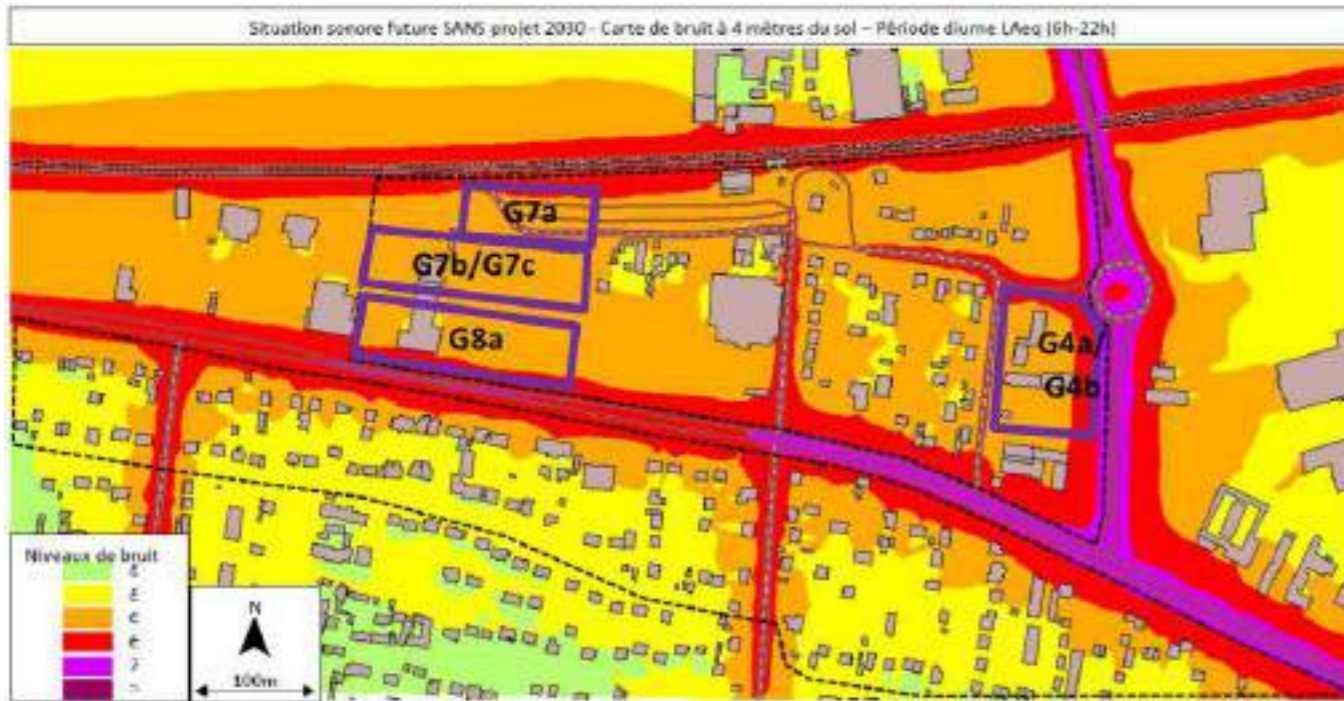 Situation sonore future SANS projet 2030 - Carte de bruit à 4 mètres du sol – Période diurne LAeq (6h-22h)
G7a
G7b/G7c
G8a
G4a/
G4b
Niveaux de bruit
N
100m